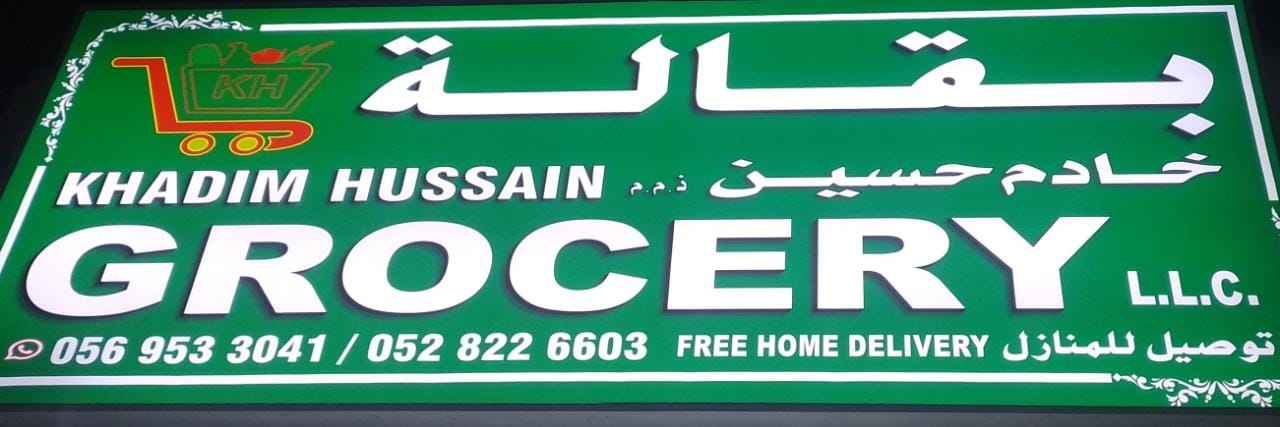 KH
بقالة
خادم حسين ذ.م.م
KHADIM HUSSAIN
GROCERY L.L.C.
056 953 3041 / 052 822 6603 FREE HOME DELIVERY توصيل للمنازل